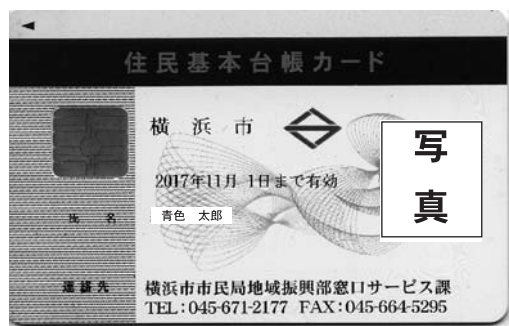 住民基本台帳カード
横浜市
写真
2017年11月 1日まで有効
氏名 青色 太郎
連絡先 横浜市市民局地域振興部窓口サービス課
TEL:045-671-2177 FAX:045-664-5295